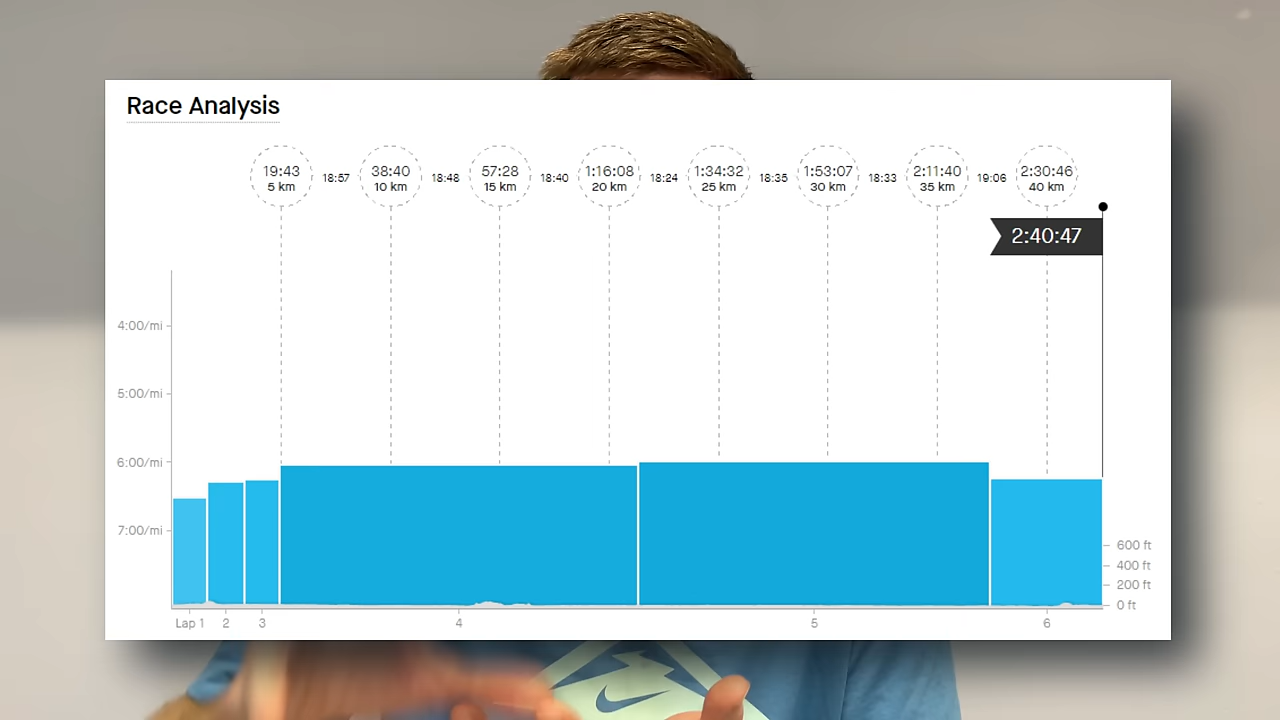 Race Analysis
19:43 18:57 38:40 18:48 57:28 18:40 1:16:08 18:24 1:34:32 18:35 1:53:07 18:33 2:11:40 19:06 2:30:46
5 km 10 km 15 km 20 km 25 km 30 km 35 km 40 km
2:40:47
4:00/mi
5:00/mi
6:00/mi
7:00/mi
600 ft
400 ft
200 ft
0 ft
Lap 1 2 3 4 5 6